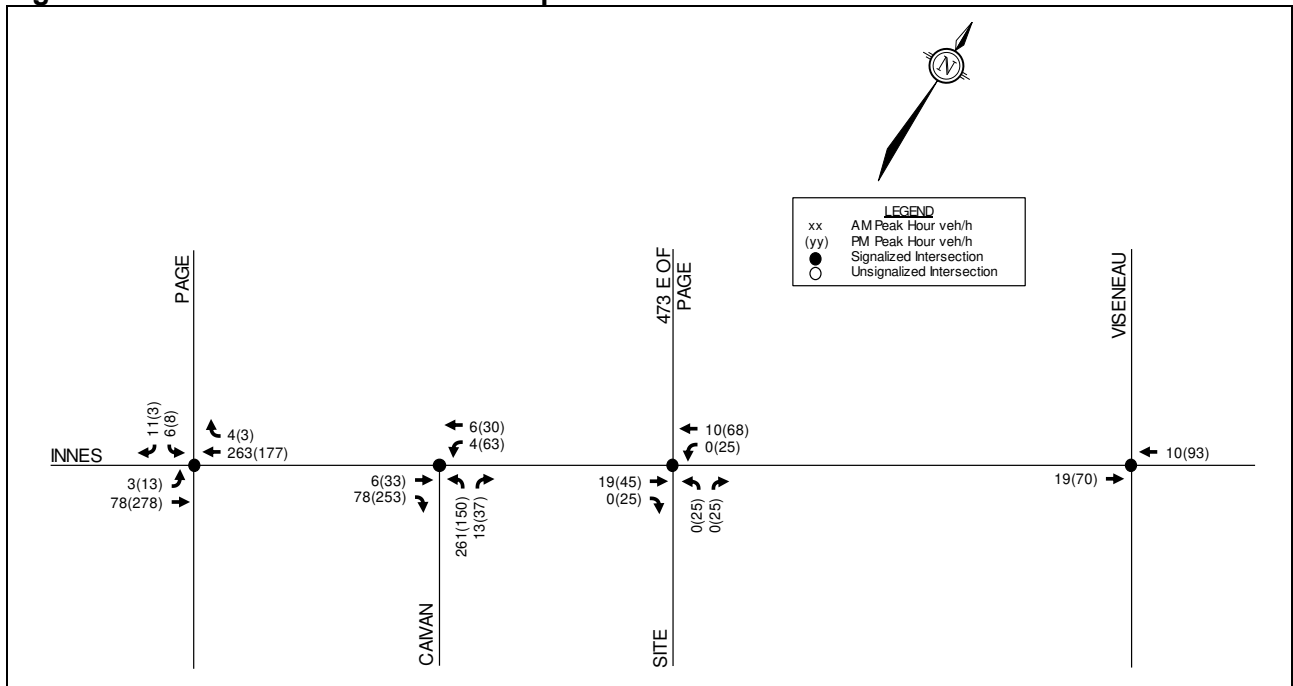 N
LEGEND
xx AM Peak Hour veh/h
(yy) PM Peak Hour veh/h
Signalized Intersection
Unsignalized Intersection
PAGE
473 E OF
PAGE
VISENEAU
11(3)
6(8)
4(3)
263(177)
INNES
3(13)
78(278)
6(30)
4(63)
6(33)
78(253)
261(150)
13(37)
10(68)
0(25)
19(45)
0(25)
0(25)
0(25)
10(93)
19(70)
CAIVAN
SITE